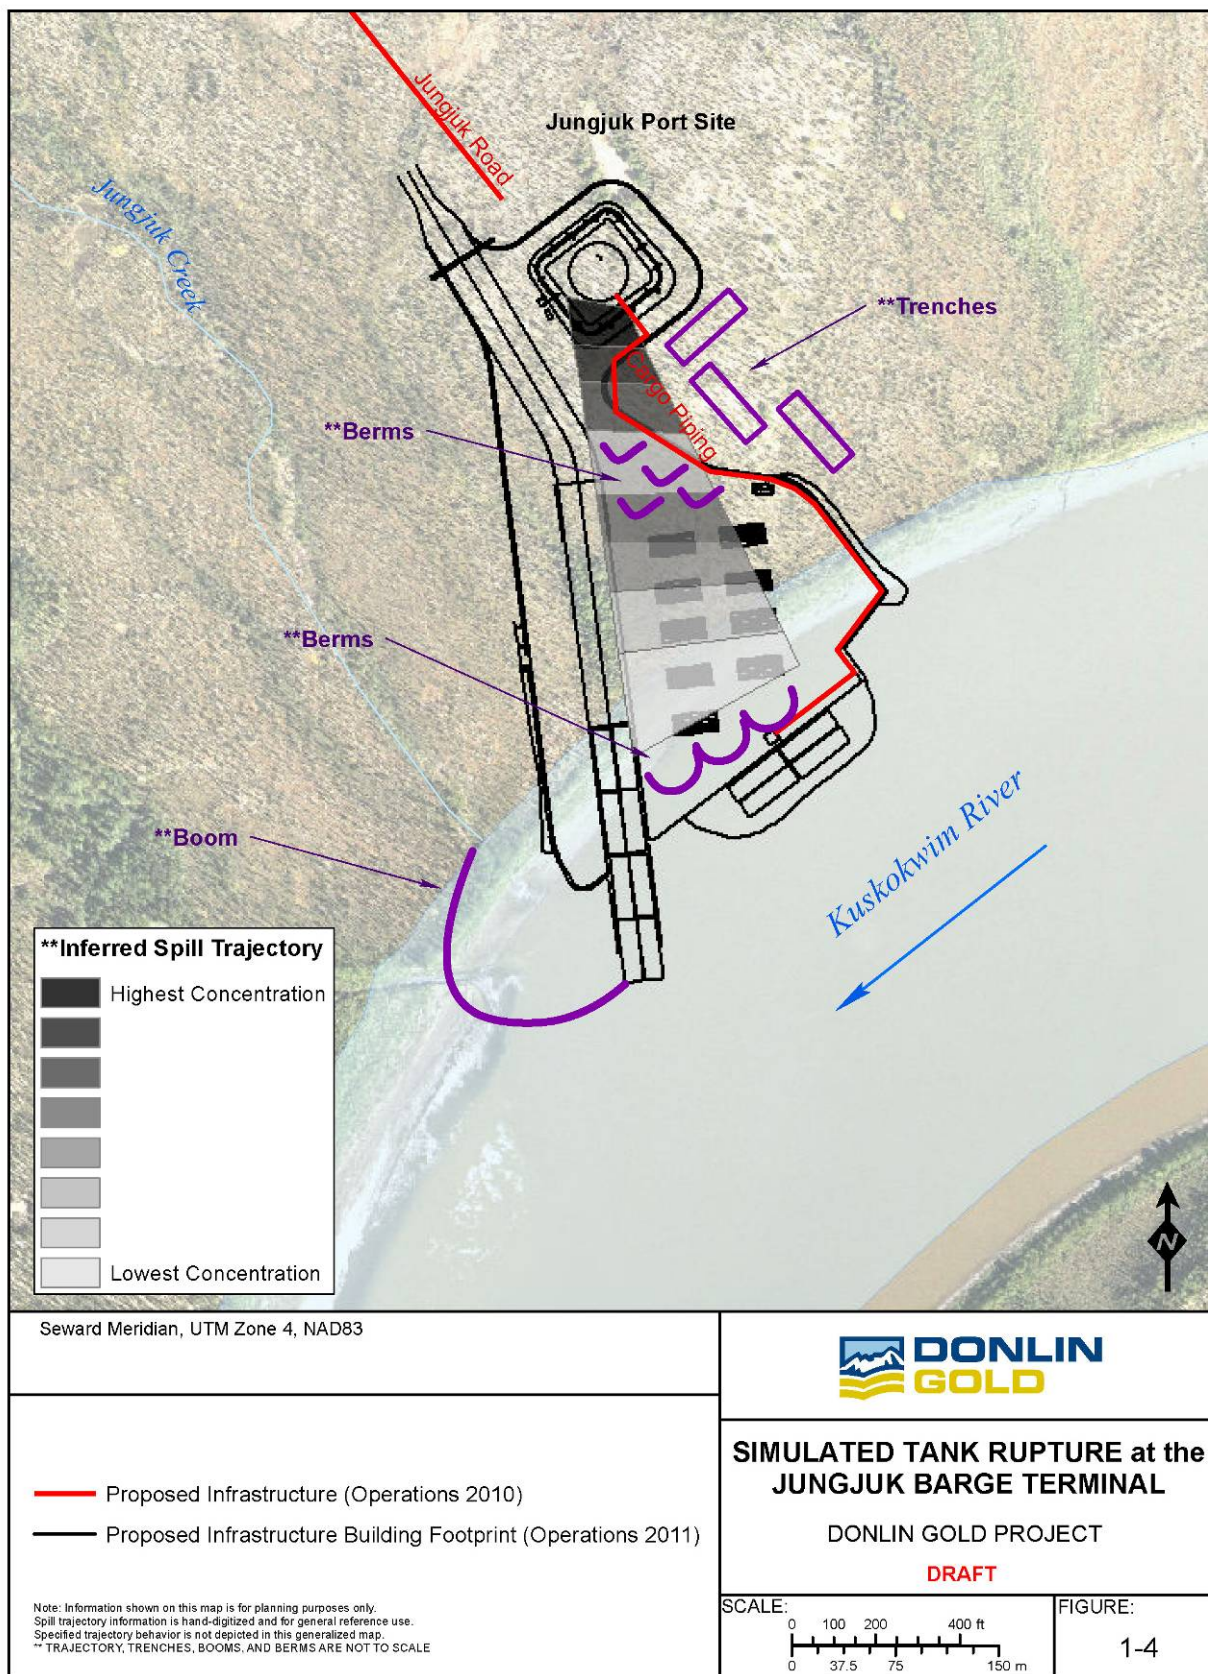 Jungjuk Road
Jungjuk Port Site
Jungjuk Creek
**Trenches
Cargo Piping
**Berms
**Berms
**Boom
Kuskokwim River
**Inferred Spill Trajectory
Highest Concentration
Lowest Concentration
N
Seward Meridian, UTM Zone 4, NAD83
DONLIN
GOLD
SIMULATED TANK RUPTURE at the
JUNGJUK BARGE TERMINAL
DONLIN GOLD PROJECT
DRAFT
Proposed Infrastructure (Operations 2010)
Proposed Infrastructure Building Footprint (Operations 2011)
Note: Information shown on this map is for planning purposes only.
Spill trajectory information is hand-digitized and for general reference use.
Specified trajectory behavior is not depicted in this generalized map.
** TRAJECTORY, TRENCHES, BOOMS, AND BERMS ARE NOT TO SCALE
SCALE:
0 100 200 400 ft
0 37.5 75 150 m
FIGURE:
1-4